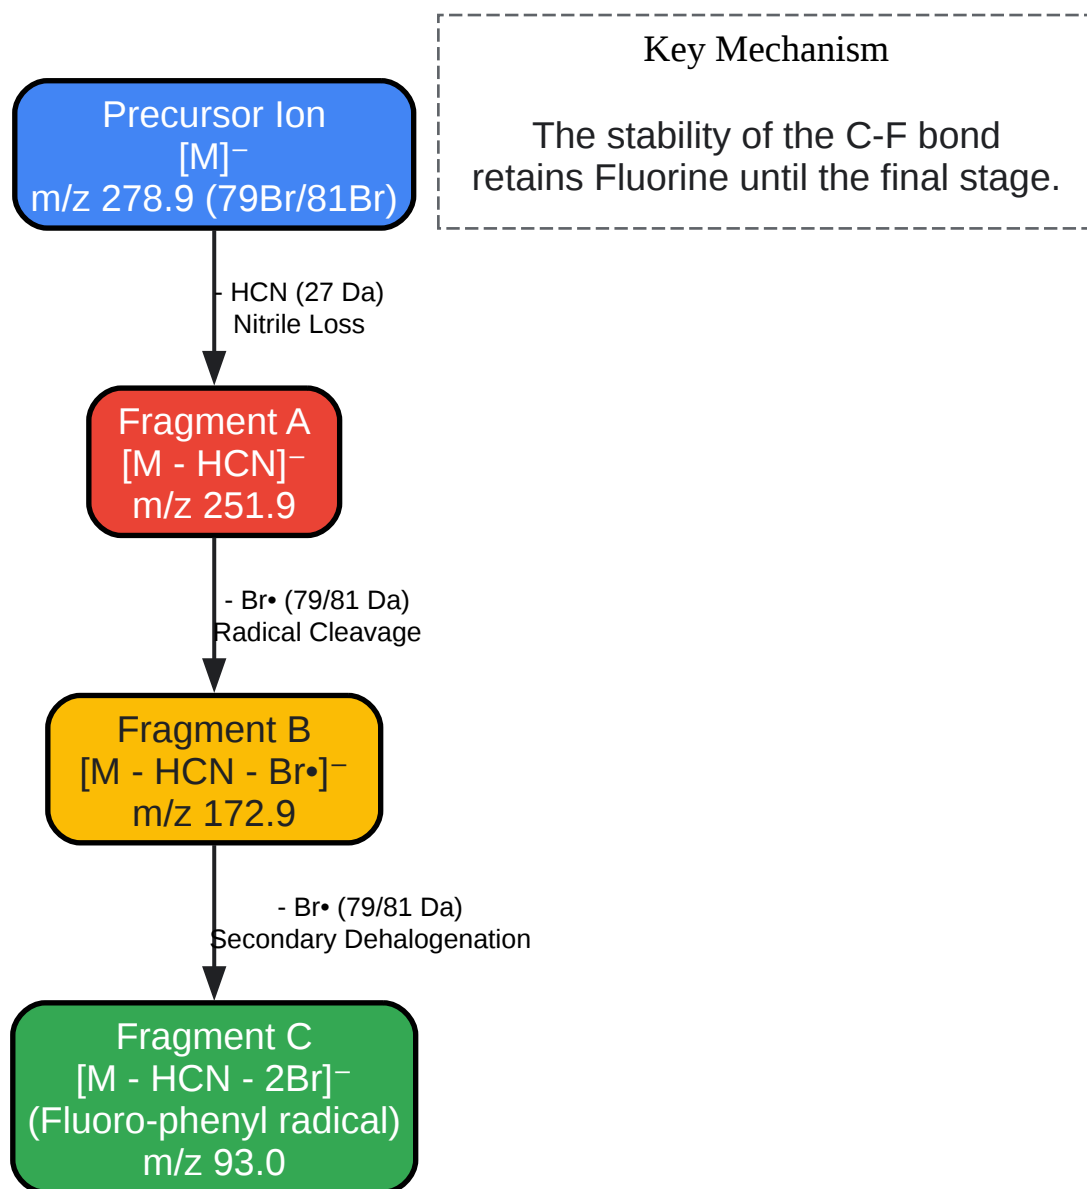 Key Mechanism
The stability of the C-F bond
retains Fluorine until the final stage.
Precursor Ion
[M]⁻
m/z 278.9 (79Br/81Br)
- HCN (27 Da)
Nitrile Loss
Fragment A
[M - HCN]⁻
m/z 251.9
- Br• (79/81 Da)
Radical Cleavage
Fragment B
[M - HCN - Br•]⁻
m/z 172.9
- Br• (79/81 Da)
Secondary Dehalogenation
Fragment C
[M - HCN - 2Br]⁻
(Fluoro-phenyl radical)
m/z 93.0